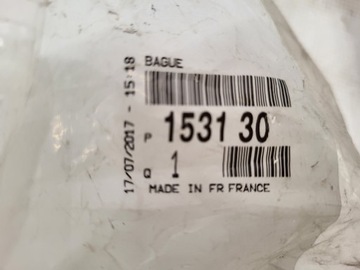 BAGUE
P 1531 30
Q 1
MADE IN FR FRANCE
17/07/2017 - 15:18